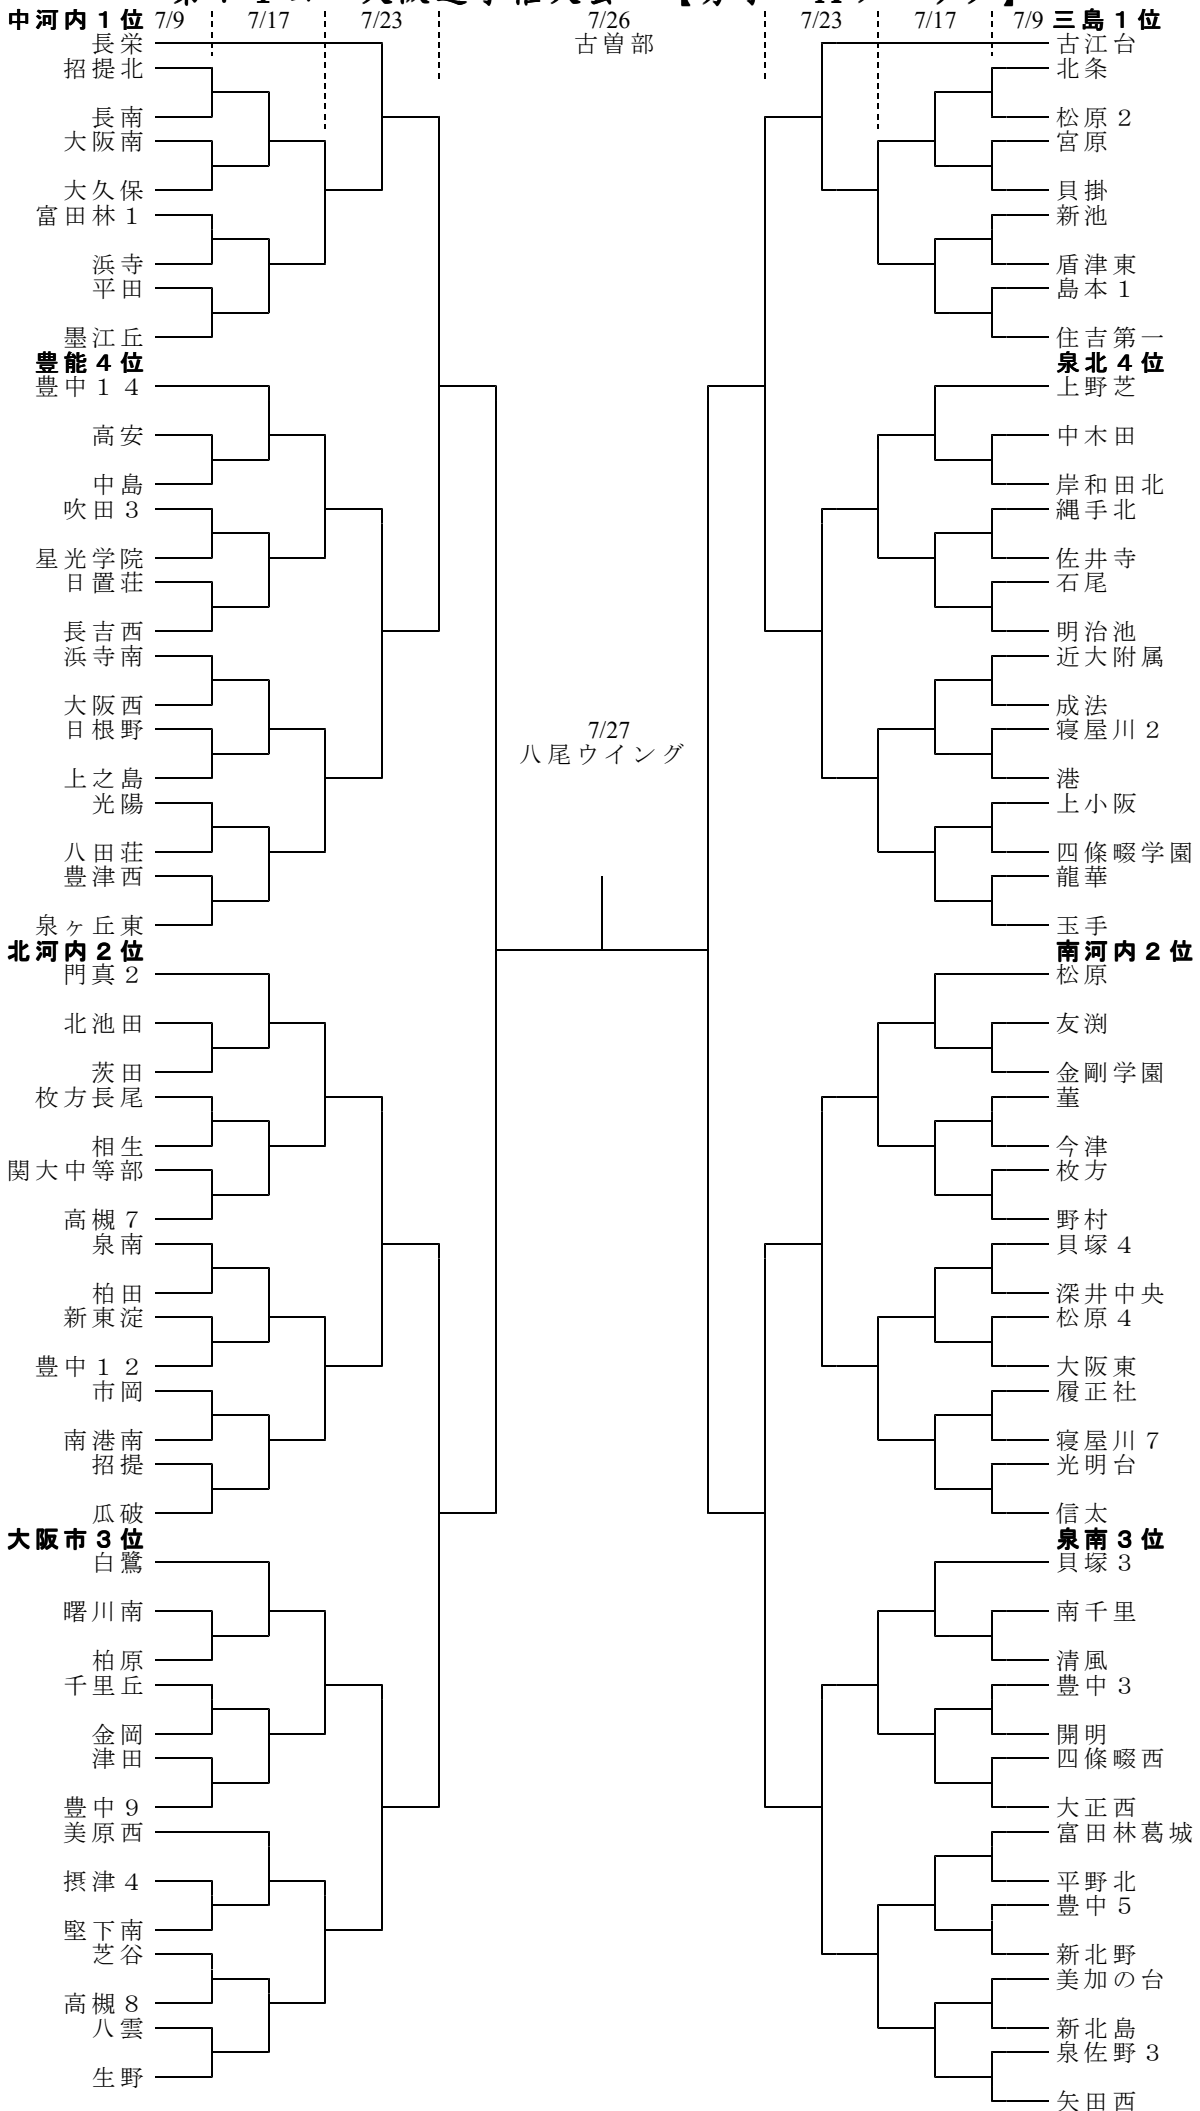 中河内１位 7/9 7/17 7/23 7/26 7/23 7/17 7/9 三島１位
古曽部
長栄
招提北
長南
大阪南
大久保
富田林１
浜寺
平田
墨江丘
豊能４位
豊中１４
高安
中島
吹田３
星光学院
日置荘
長吉西
浜寺南
大阪西
日根野
上之島
光陽
八田荘
豊津西
泉ヶ丘東
北河内２位
門真２
北池田
茨田
枚方長尾
相生
関大中等部
高槻７
泉南
柏田
新東淀
豊中１２
市岡
南港南
招提
瓜破
大阪市３位
白鷺
曙川南
柏原
千里丘
金岡
津田
豊中９
美原西
摂津４
堅下南
芝谷
高槻８
八雲
生野
7/27
八尾ウイング
古江台
北条
松原２
宮原
貝掛
新池
盾津東
島本１
住吉第一
泉北４位
上野芝
中木田
岸和田北
縄手北
佐井寺
石尾
明治池
近大附属
成法
寝屋川２
港
上小阪
四條畷学園
龍華
玉手
南河内２位
松原
友渕
金剛学園
菫
今津
枚方
野村
貝塚４
深井中央
松原４
大阪東
履正社
寝屋川７
光明台
信太
泉南３位
貝塚３
南千里
清風
豊中３
開明
四條畷西
大正西
富田林葛城
平野北
豊中５
新北野
美加の台
新北島
泉佐野３
矢田西